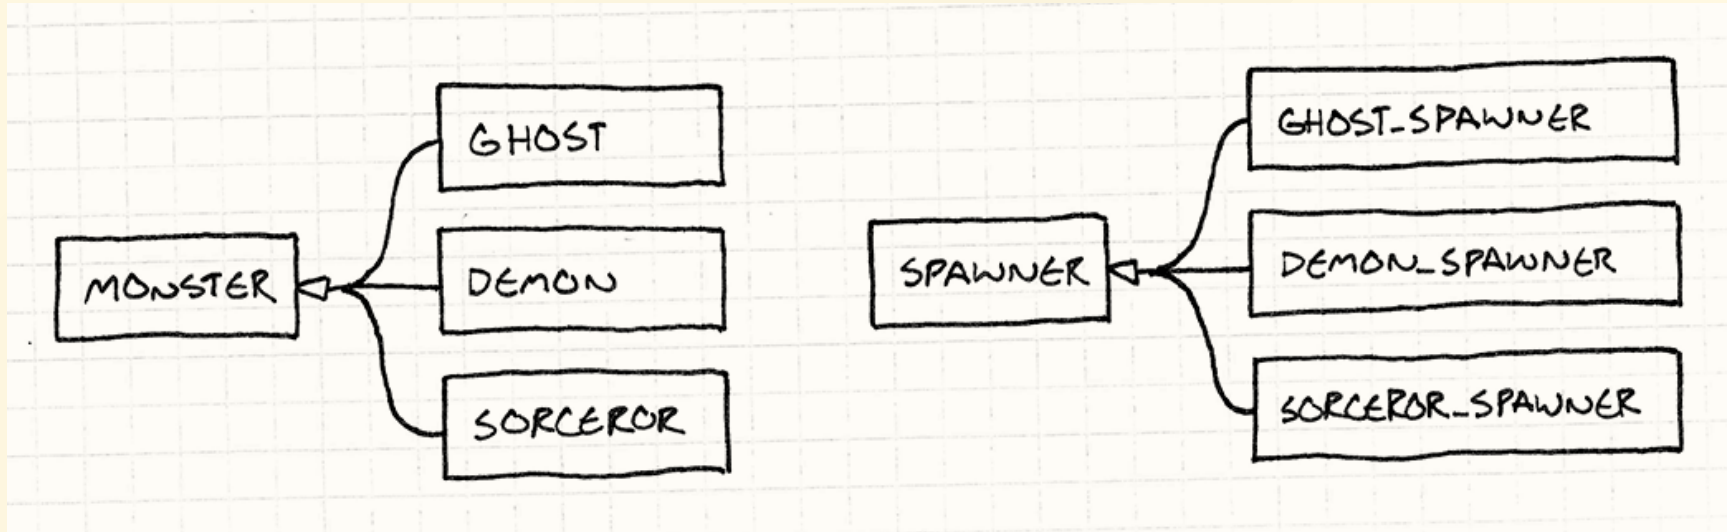 MONSTER
GHOST
DEMON
SORCEROR
SPAWNER
GHOST_SPAWNER
DEMON_SPAWNER
SORCEROR_SPAWNER